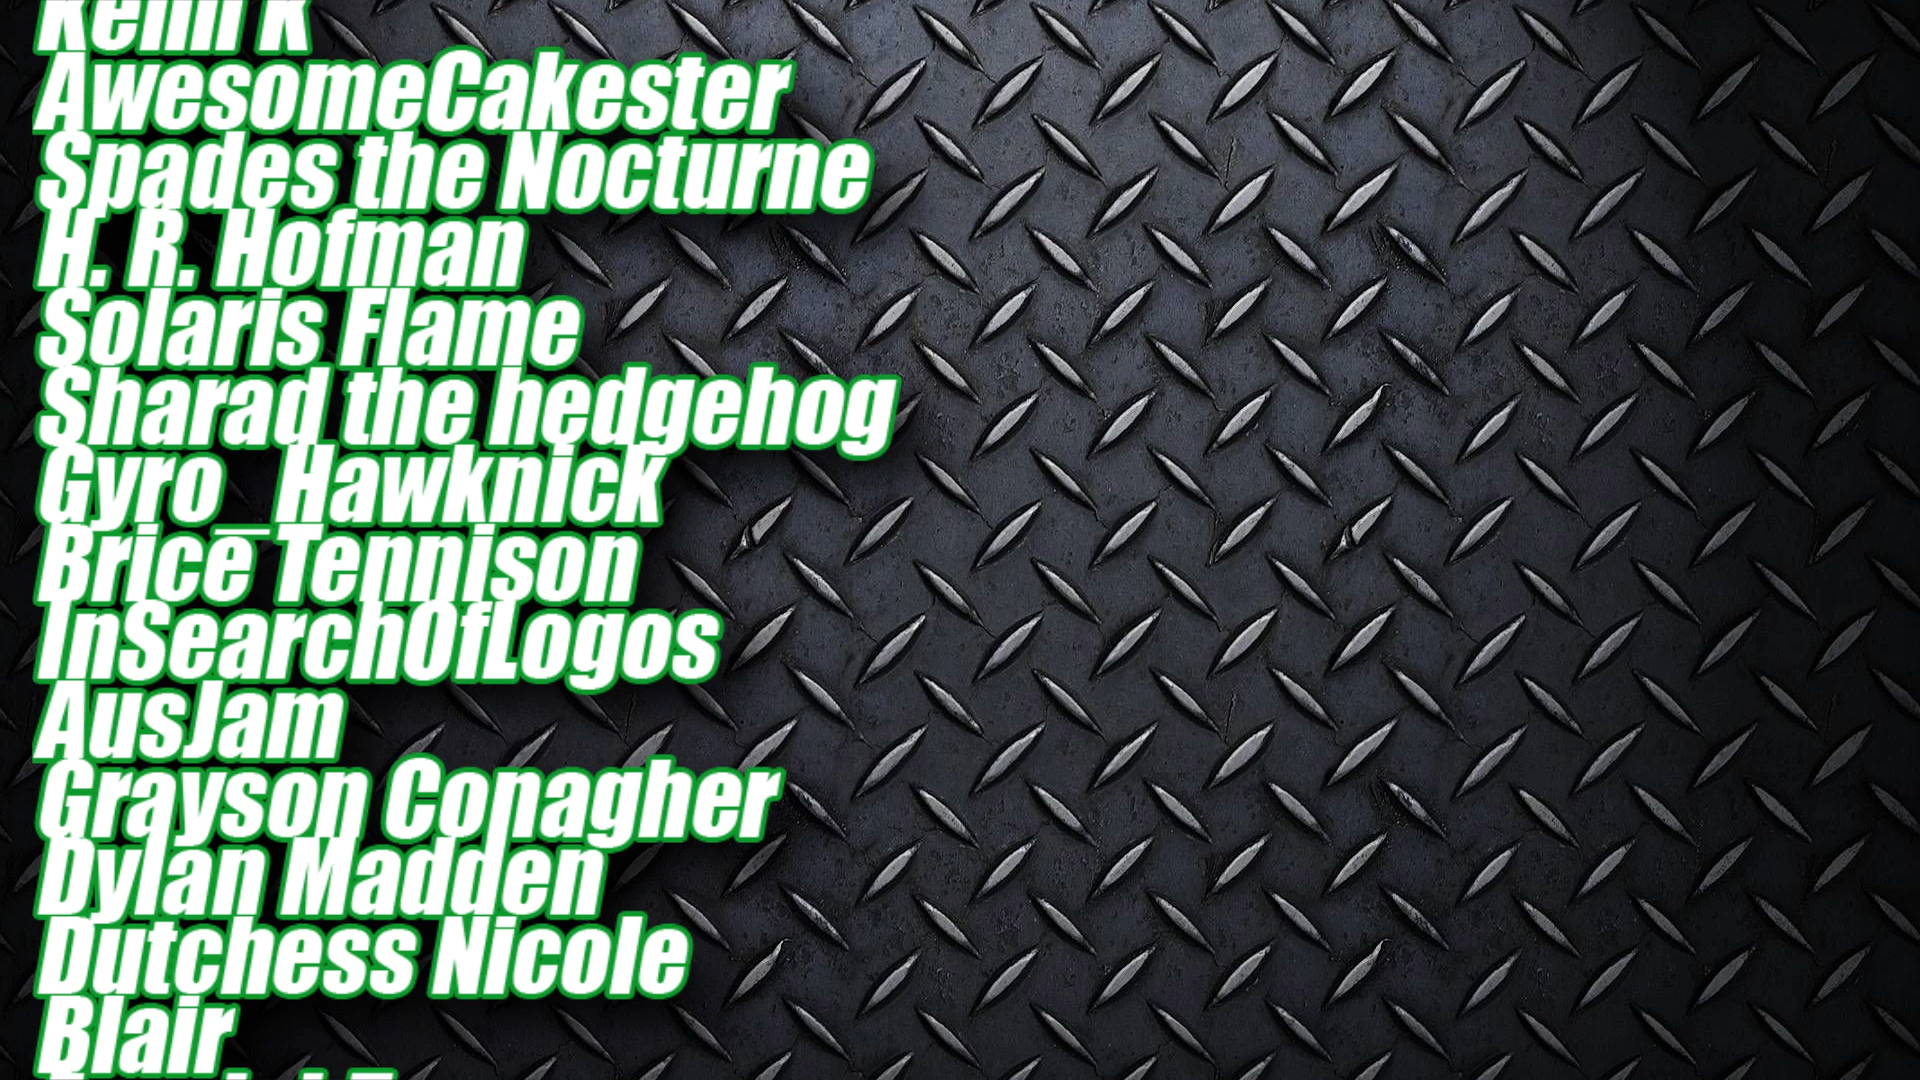 AwesomeCakester
Spades the Nocturne
H. R. Hofman
Solaris Flame
Sharad the hedgehog
Gyro_Hawknick
Brice Tennison
InSearchOfLogos
AusJam
Grayson Conagher
Dylan Madden
Dutchess Nicole
Blair